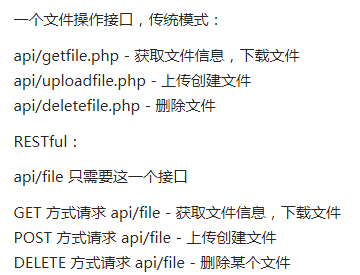 一个文件操作接口，传统模式：
api/getfile.php - 获取文件信息，下载文件
api/uploadfile.php - 上传创建文件
api/deletefile.php - 删除文件
RESTful：
api/file 只需要这一个接口
GET 方式请求 api/file - 获取文件信息，下载文件
POST 方式请求 api/file - 上传创建文件
DELETE 方式请求 api/file - 删除某个文件